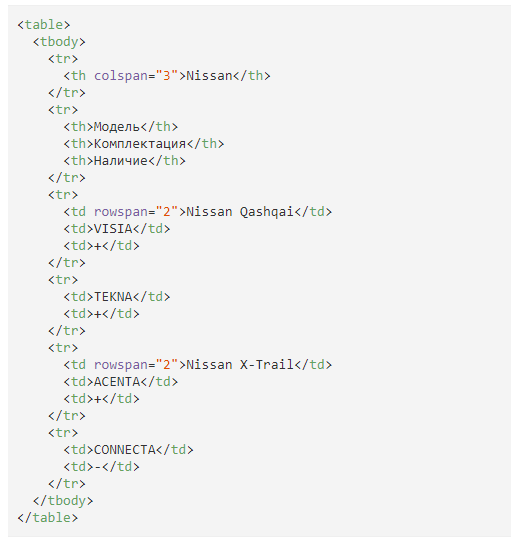 <table>
  <tbody>
    <tr>
      <th colspan="3">Nissan</th>
    </tr>
    <tr>
      <th>Модель</th>
      <th>Комплектация</th>
      <th>Наличие</th>
    </tr>
    <tr>
      <td rowspan="2">Nissan Qashqai</td>
      <td>VISIA</td>
      <td>+</td>
    </tr>
    <tr>
      <td>TEKNA</td>
      <td>+</td>
    </tr>
    <tr>
      <td rowspan="2">Nissan X-Trail</td>
      <td>ACENTA</td>
      <td>+</td>
    </tr>
    <tr>
      <td>CONNECTA</td>
      <td>-</td>
    </tr>
  </tbody>
</table>